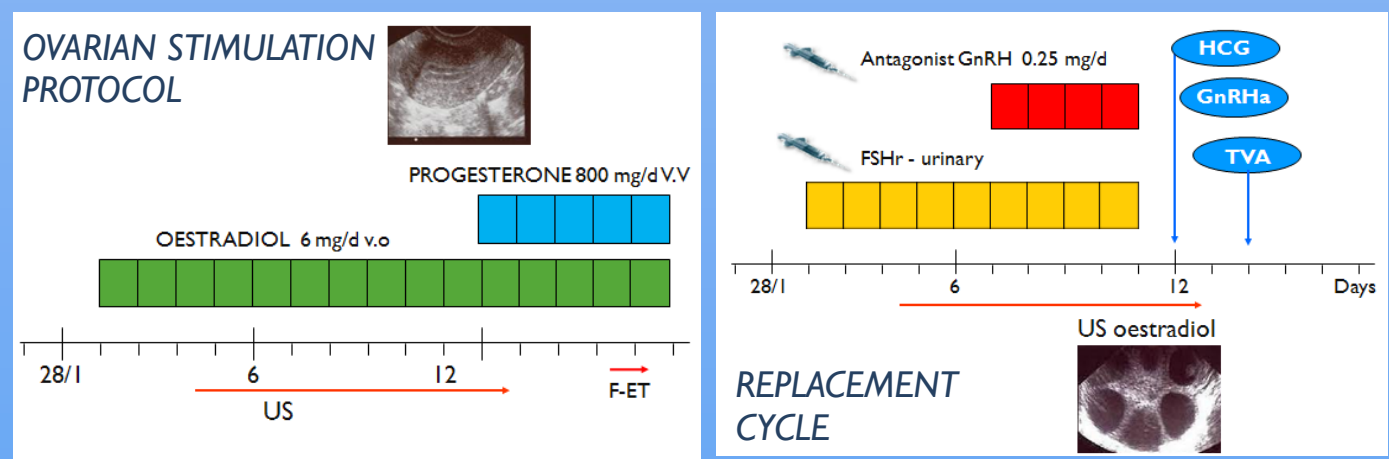 OVARIAN STIMULATION
PROTOCOL
PROGESTERONE 800 mg/d V.V
OESTRADIOL 6 mg/d v.o
28/1 6 12
US
F-ET
Antagonist GnRH 0.25 mg/d
HCG
GnRHa
FSHr - urinary
TVA
28/1 6 12 Days
US oestradiol
REPLACEMENT
CYCLE